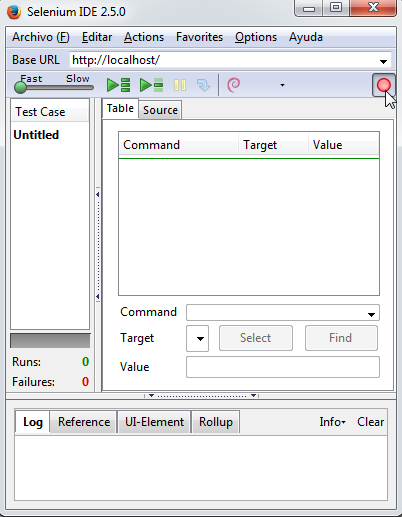 Selenium IDE 2.5.0
Archivo (F) Editar Actions Favorites Options Ayuda
Base URL http://localhost/
Fast Slow
Test Case Table Source
Untitled
Command Target Value
Command
Target Select Find
Value
Runs: 0
Failures: 0
Log Reference UI-Element Rollup Info Clear